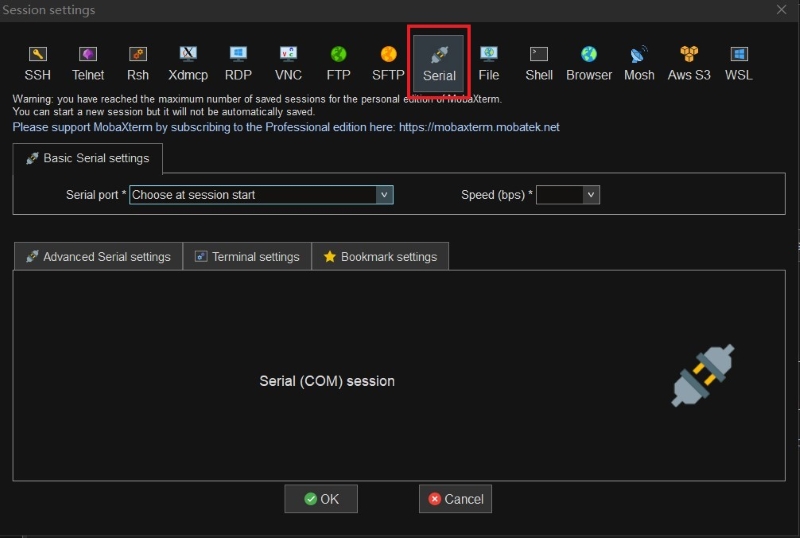 Session settings
SSH Telnet Rsh Xdmcp RDP VNC FTP SFTP Serial File Shell Browser Mosh Aws S3 WSL
Warning: you have reached the maximum number of saved sessions for the personal edition of MobaXterm.
You can start a new session but it will not be automatically saved.
Please support MobaXterm by subscribing to the Professional edition here: https://mobaxterm.mobatek.net
Basic Serial settings
Serial port * Choose at session start Speed (bps) *
Advanced Serial settings Terminal settings Bookmark settings
Serial (COM) session
OK Cancel